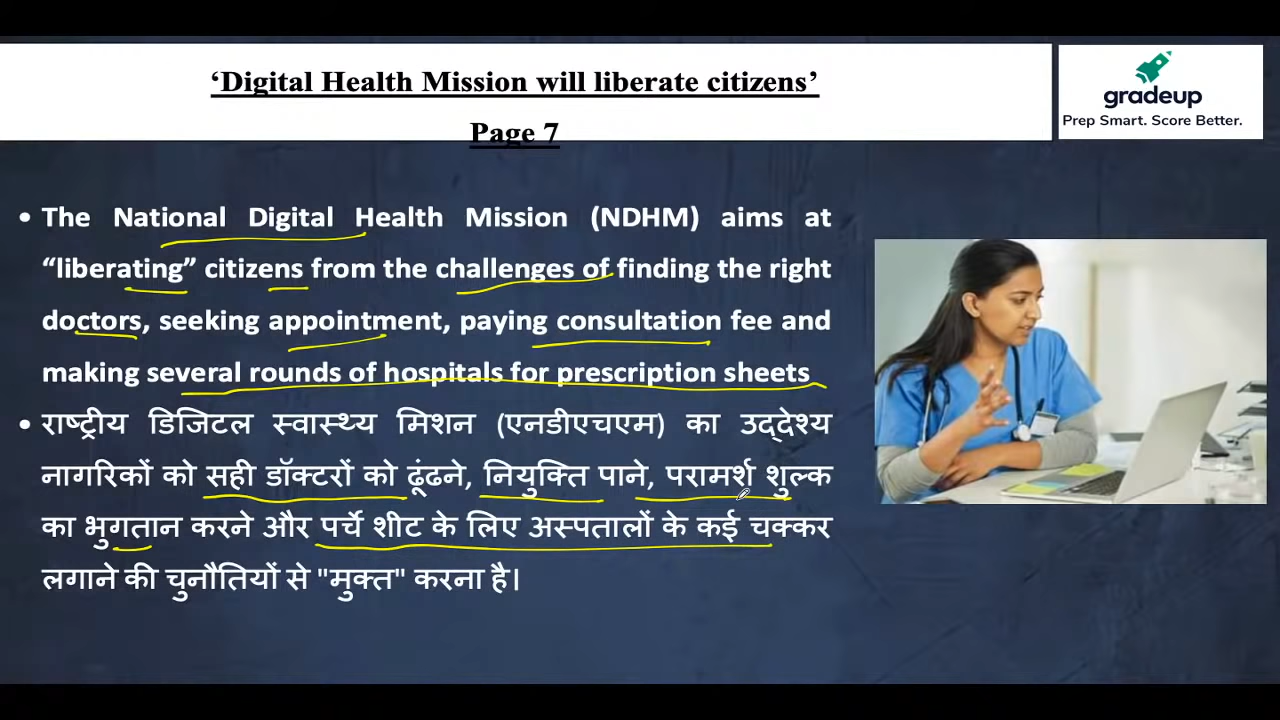 ‘Digital Health Mission will liberate citizens’
Page 7
gradeup
Prep Smart. Score Better.
• The National Digital Health Mission (NDHM) aims at
“liberating” citizens from the challenges of finding the right
doctors, seeking appointment, paying consultation fee and
making several rounds of hospitals for prescription sheets
• राष्ट्रीय डिजिटल स्वास्थ्य मिशन (एनडीएचएम) का उद्देश्य
नागरिकों को सही डॉक्टरों को ढूंढने, नियुक्ति पाने, परामर्श शुल्क
का भुगतान करने और पर्चे शीट के लिए अस्पतालों के कई चक्कर
लगाने की चुनौतियों से "मुक्त" करना है।